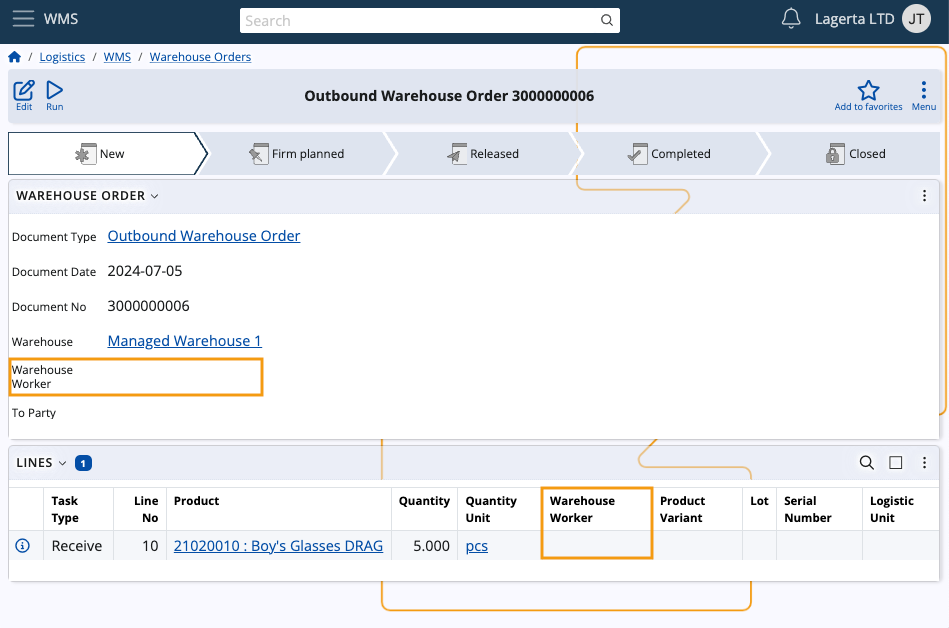 WMS
Search
Lagerta LTD JT
/ Logistics / WMS / Warehouse Orders
Edit
Run
Outbound Warehouse Order 3000000006
Add to favorites
Menu
New
Firm planned
Released
Completed
Closed
WAREHOUSE ORDER
Document Type Outbound Warehouse Order
Document Date 2024-07-05
Document No 3000000006
Warehouse Managed Warehouse 1
Warehouse
Worker
To Party
LINES 1
Task Line Product Quantity Quantity Warehouse Product Lot Serial Logistic
Type No Unit Worker Variant Number Unit
Receive 10 21020010 : Boy's Glasses DRAG 5.000 pcs